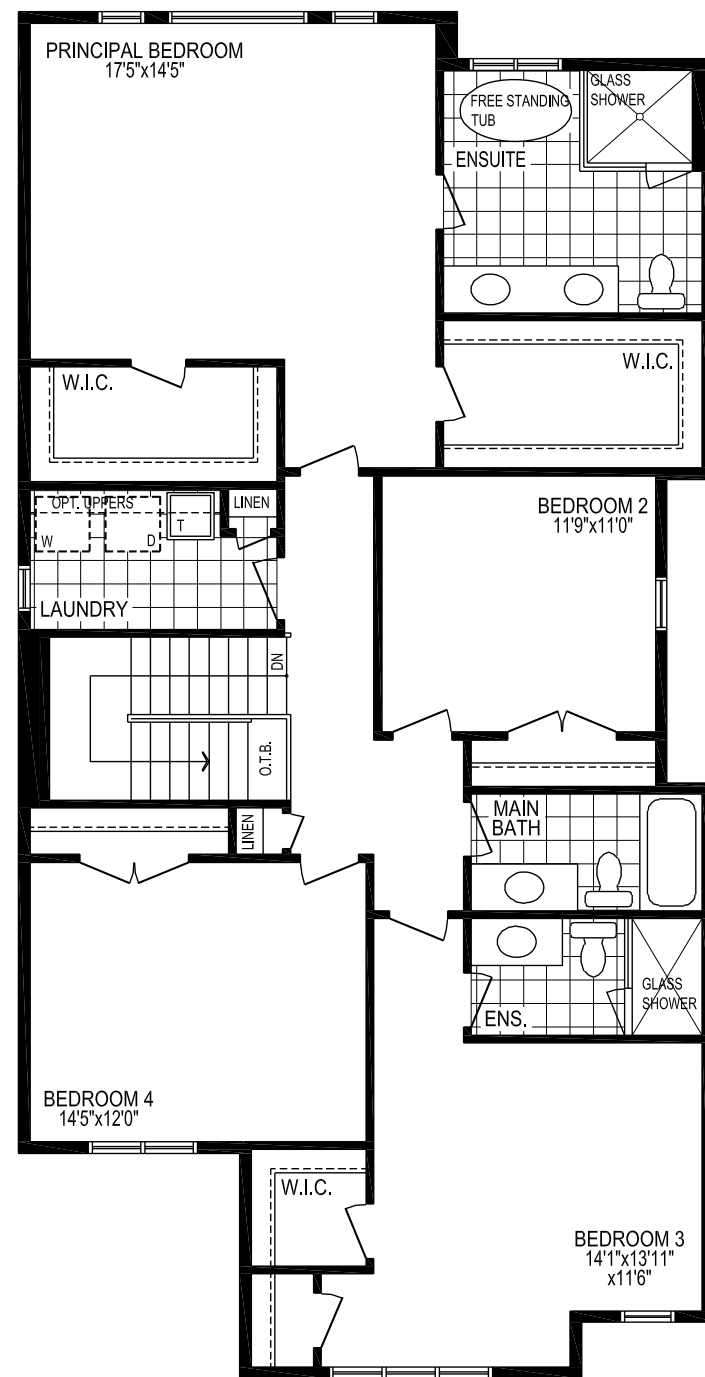 PRINCIPAL BEDROOM
17'5"x14'5"
FREE STANDING
TUB
GLASS
SHOWER
ENSUITE
W.I.C.
W.I.C.
OPT. UPPERS
W
D
T
LINEN
LAUNDRY
BEDROOM 2
11'9"x11'0"
DN
O.T.B.
LINEN
MAIN
BATH
GLASS
SHOWER
ENS.
BEDROOM 4
14'5"x12'0"
W.I.C.
BEDROOM 3
14'1"x13'11"
x11'6"